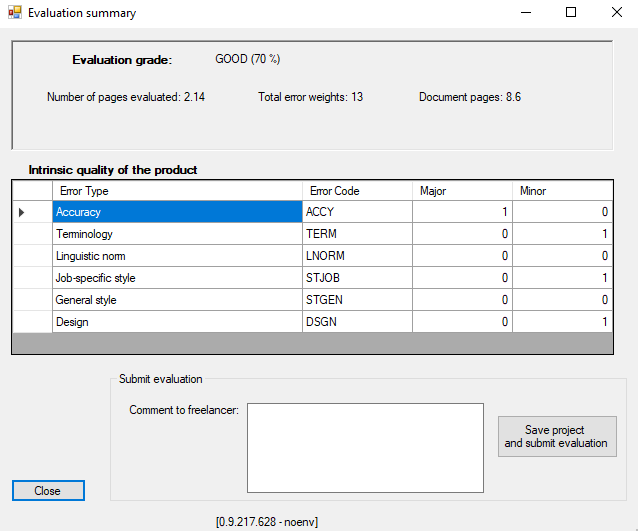 Evaluation summary
Evaluation grade: GOOD (70 %)
Number of pages evaluated: 2.14 Total error weights: 13 Document pages: 8.6
Intrinsic quality of the product
Error Type Error Code Major Minor
Accuracy ACCY 1 0
Terminology TERM 0 1
Linguistic norm LNORM 0 0
Job-specific style STJOB 0 1
General style STGEN 0 0
Design DSGN 0 1
Submit evaluation
Comment to freelancer:
Save project
and submit evaluation
Close
[0.9.217.628 - noenv]